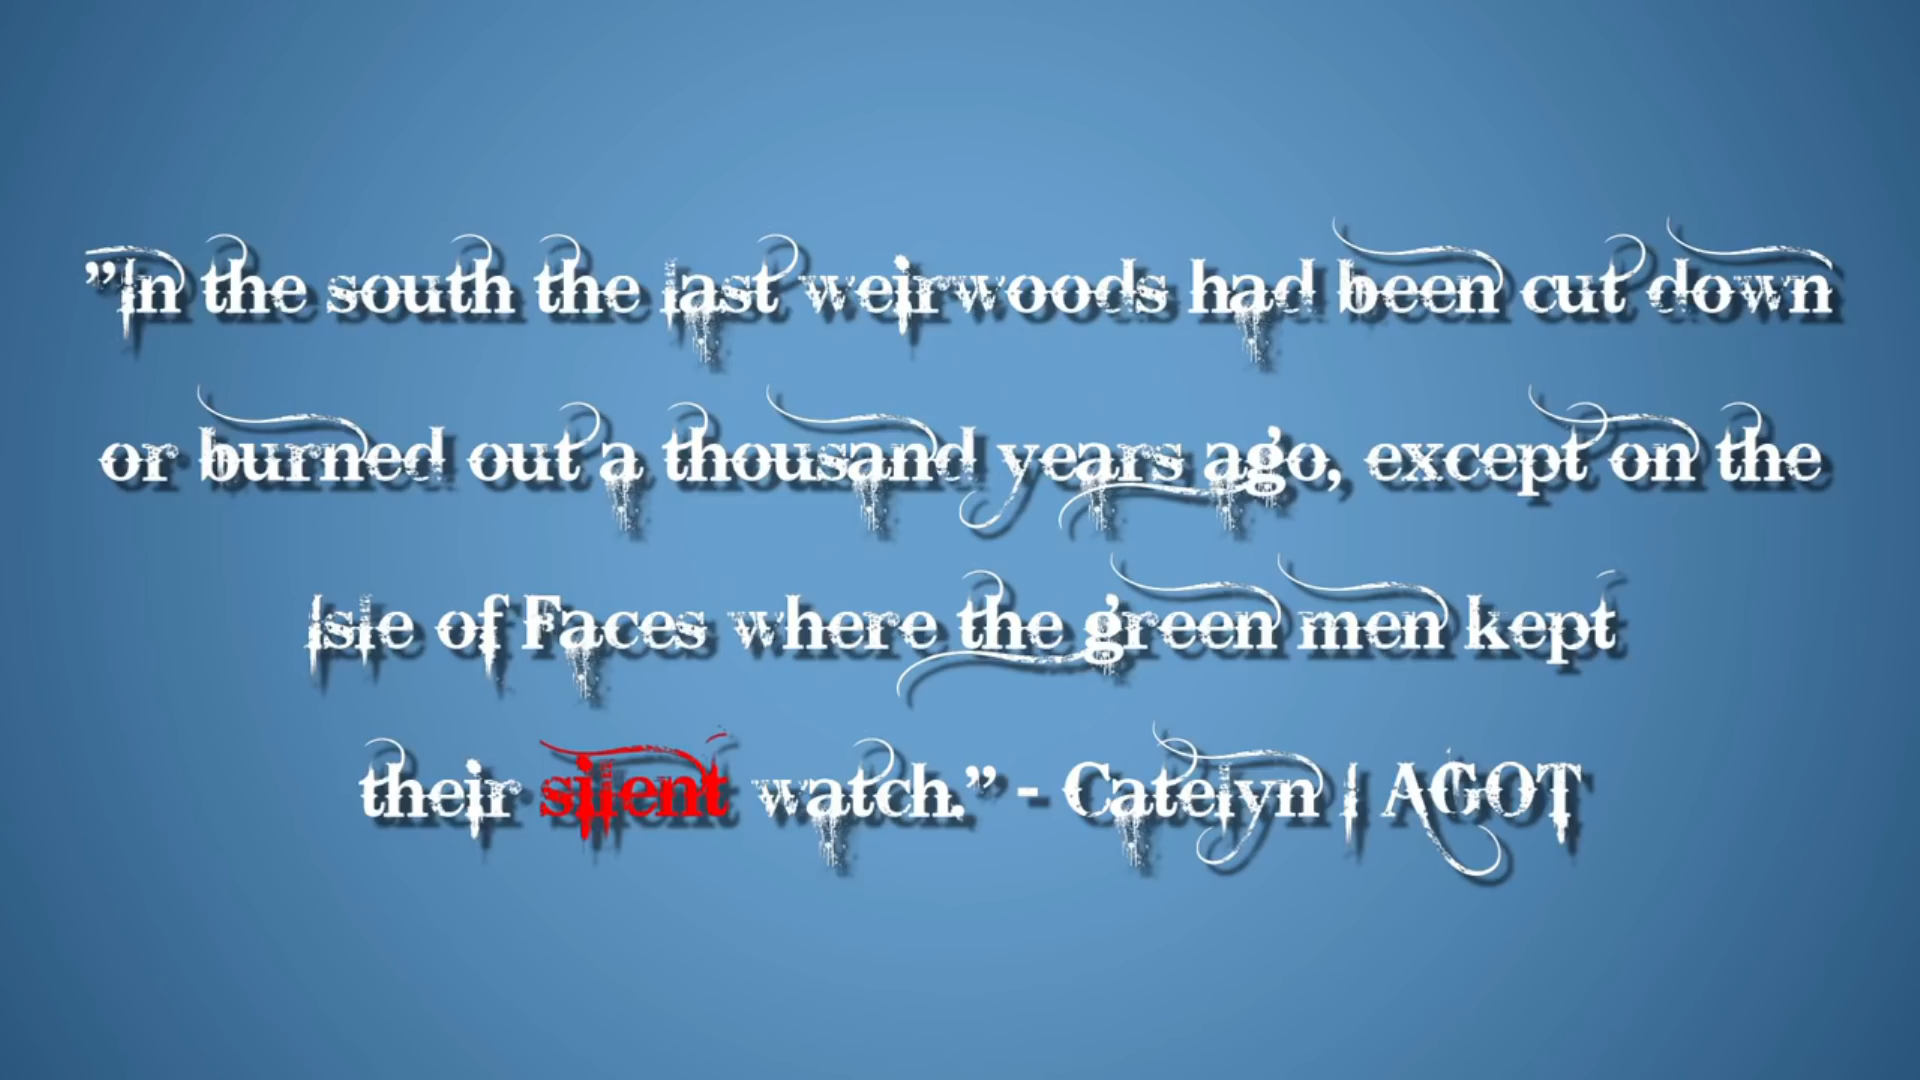 "In the south the last weirwoods had been cut down
or burned out a thousand years ago, except on the
Isle of Faces where the green men kept
their silent watch." - Catelyn I AGOT